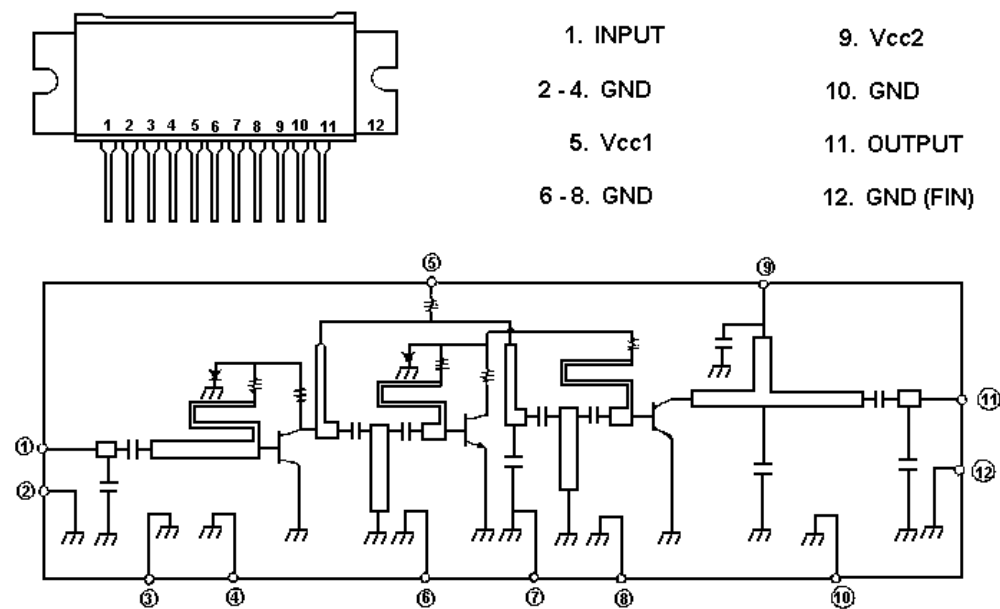 1. INPUT
9. Vcc2
2 - 4. GND
10. GND
5. Vcc1
11. OUTPUT
6 - 8. GND
12. GND (FIN)
1 2 3 4 5 6 7 8 9 10 11 12
5
9
1
11
2
12
3
4
6
7
8
10